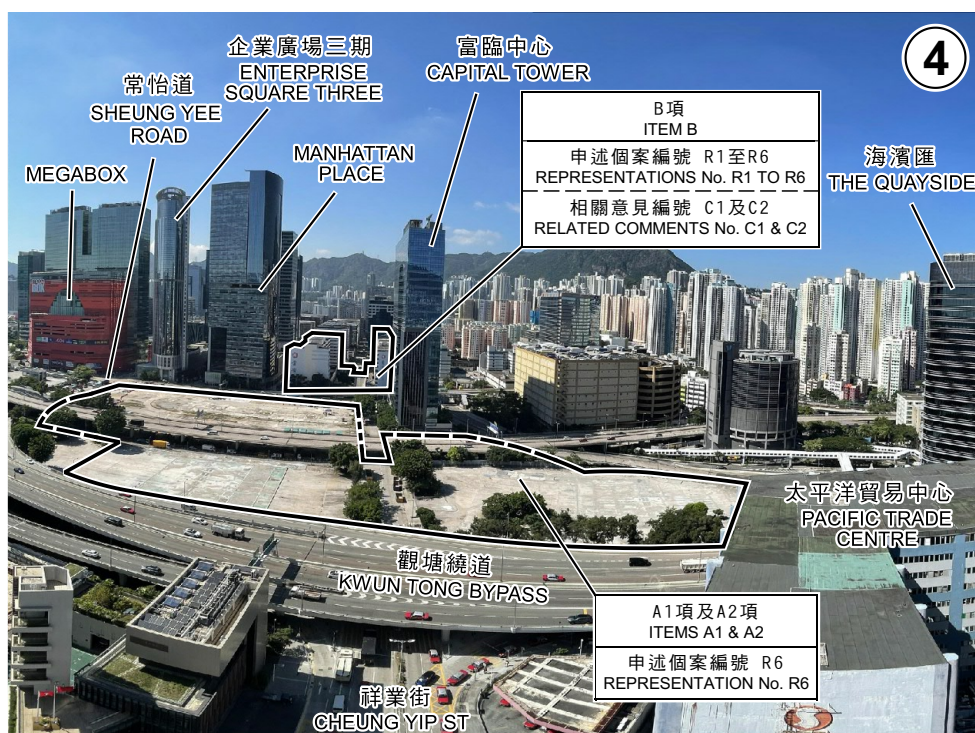 4
企業廣場三期
ENTERPRISE
SQUARE THREE
富臨中心
CAPITAL TOWER
常怡道
SHEUNG YEE
ROAD
MEGABOX
MANHATTAN
PLACE
B項
ITEM B
申述個案編號 R1至R6
REPRESENTATIONS No. R1 TO R6
相關意見編號 C1及C2
RELATED COMMENTS No. C1 & C2
海濱匯
THE QUAYSIDE
太平洋貿易中心
PACIFIC TRADE
CENTRE
觀塘繞道
KWUN TONG BYPASS
A1項及A2項
ITEMS A1 & A2
申述個案編號 R6
REPRESENTATION No. R6
祥業街
CHEUNG YIP ST